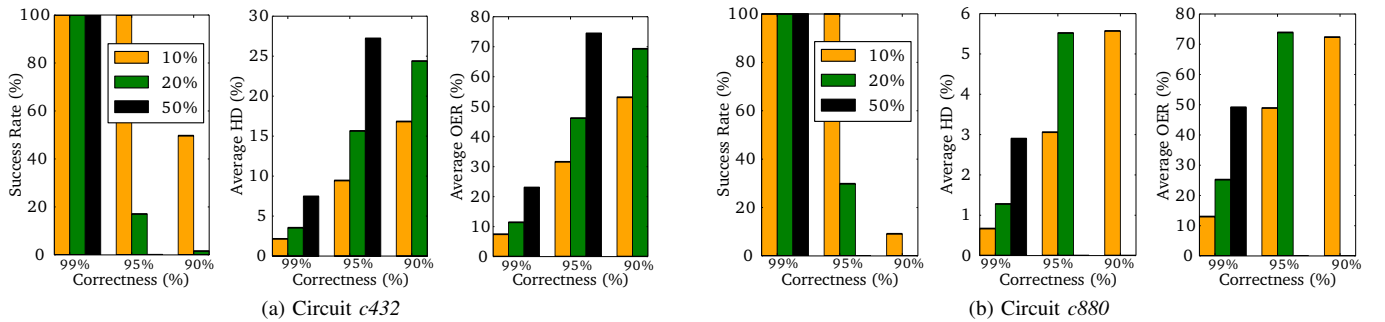 Success Rate (%)
100
80
60
40
20
0
10%
20%
50%
99% 95% 90%
Correctness (%)
Average HD (%)
30
25
20
15
10
5
0
99% 95% 90%
Correctness (%)
Average OER (%)
80
70
60
50
40
30
20
10
0
99% 95% 90%
Correctness (%)
(a) Circuit c432
Success Rate (%)
100
80
60
40
20
0
10%
20%
50%
99% 95% 90%
Correctness (%)
Average HD (%)
6
5
4
3
2
1
0
99% 95% 90%
Correctness (%)
Average OER (%)
80
70
60
50
40
30
20
10
0
99% 95% 90%
Correctness (%)
(b) Circuit c880